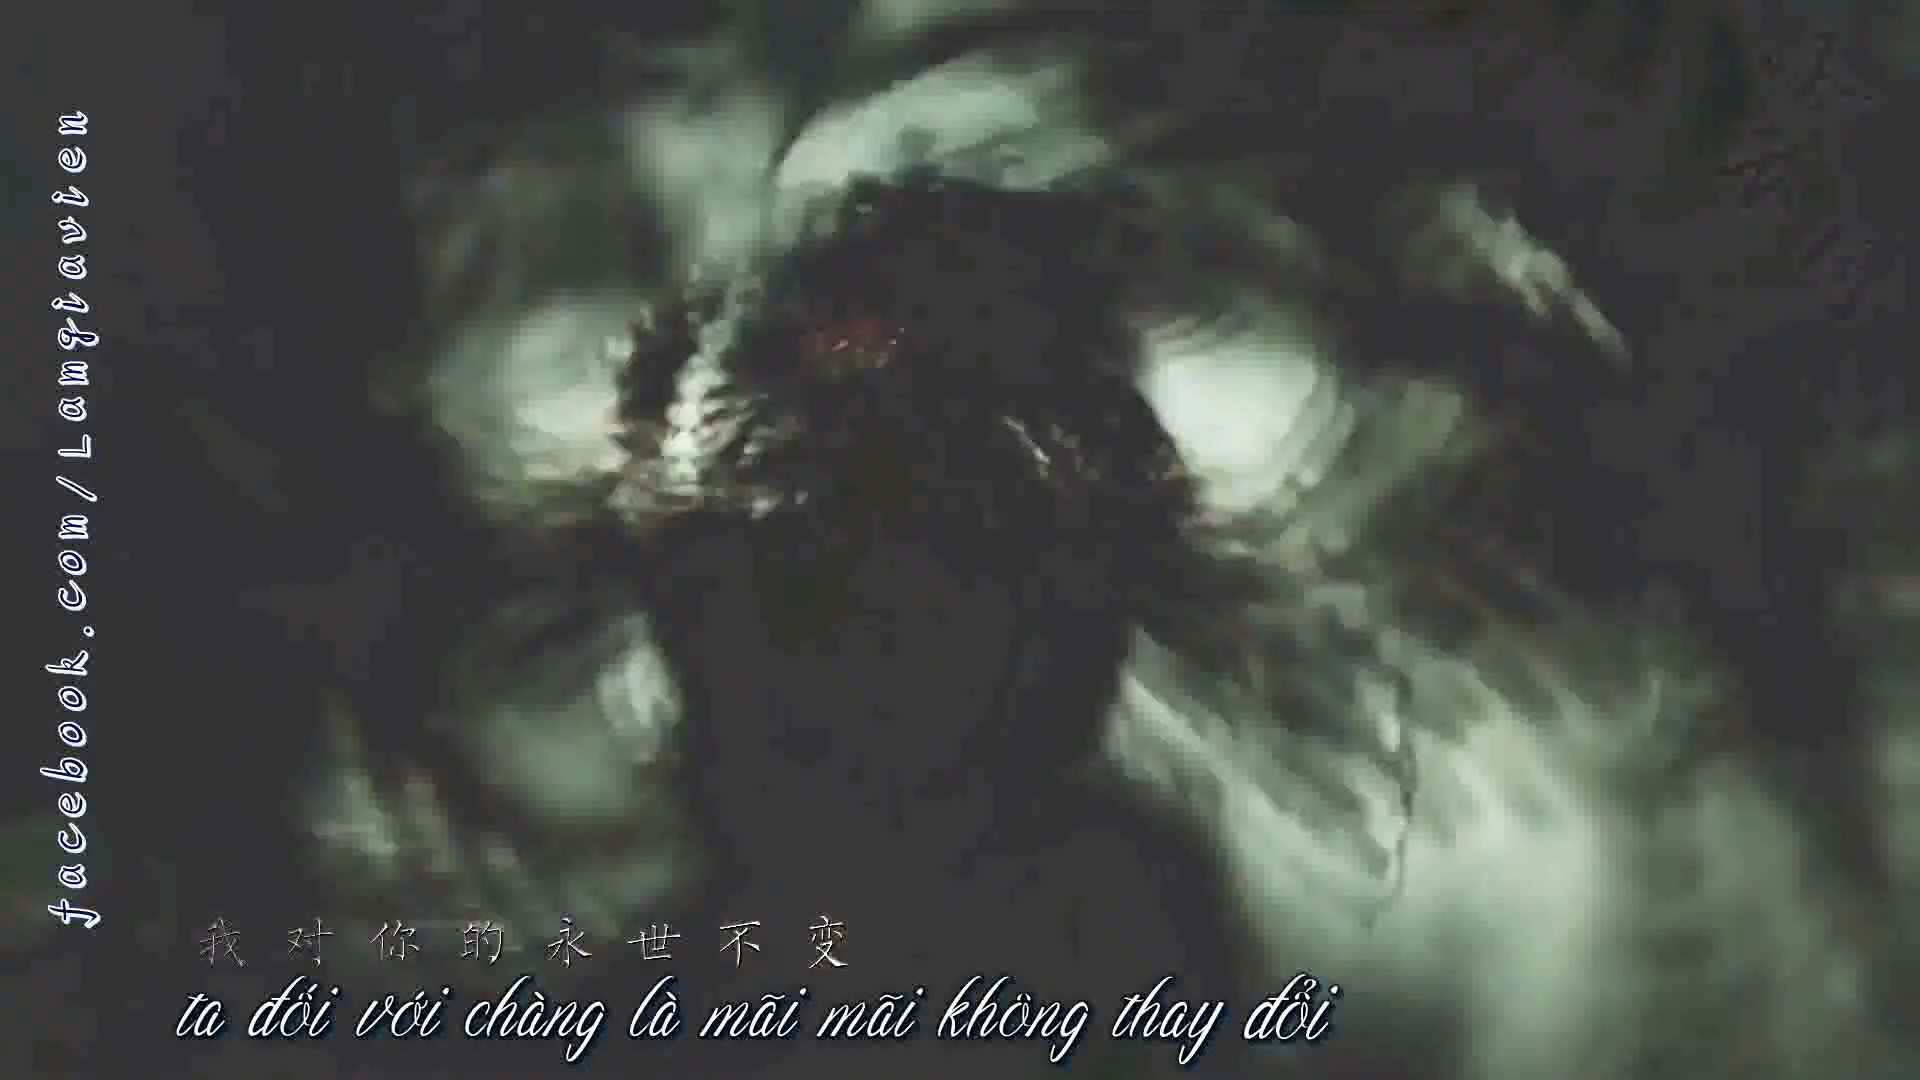 facebook.com/Lamgiavien
我对你的永世不变
ta đối với chàng là mãi mãi không thay đổi